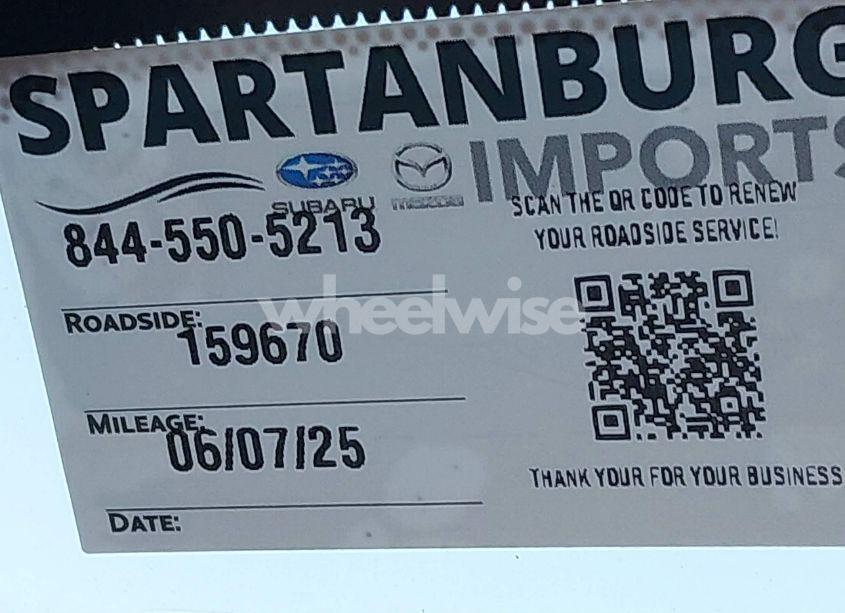 SPARTANBURG
IMPORTS
SUBARU mazda
844-550-5213
SCAN THE QR CODE TO RENEW
YOUR ROADSIDE SERVICE!
wheelwise
ROADSIDE:
159670
MILEAGE:
06/07/25
DATE:
THANK YOUR FOR YOUR BUSINESS